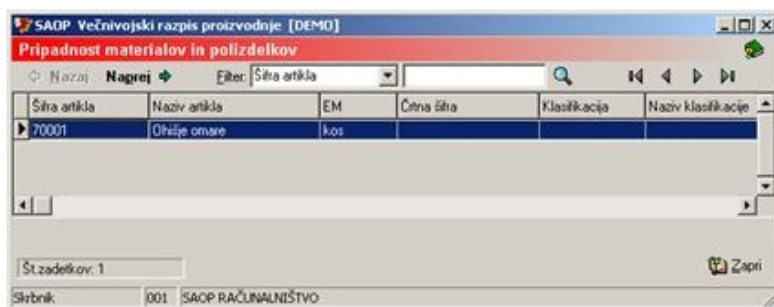 SAOP Večnivojski razpis proizvodnje [DEMO]
Pripadnost materialov in polizdelkov
Nazaj Naprej Filter: Šifra artikla
Šifra artikla Naziv artikla EM Črtna šifra Klasifikacija Naziv klasifikacije
70001 Ohišje omare kos
Št.zadetkov: 1 Zapri
Skrbnik 001 SAOP RAČUNALNIŠTVO